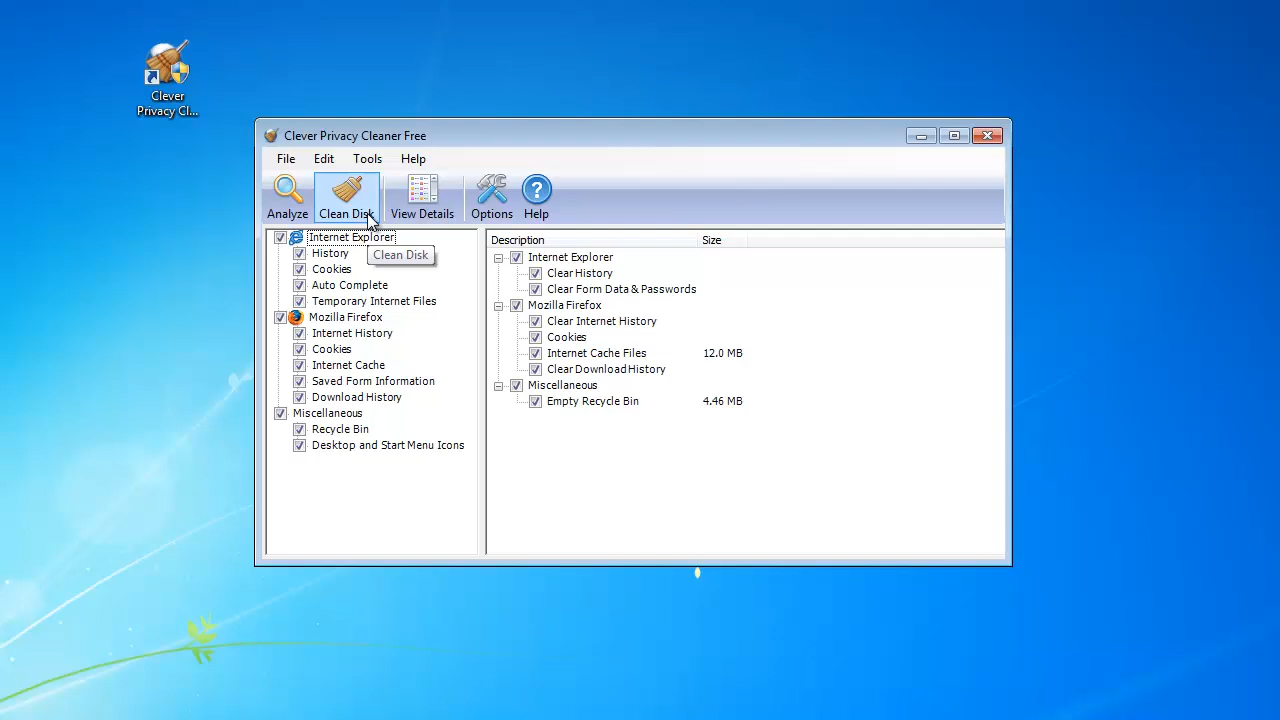 Clever
Privacy Cl...
Clever Privacy Cleaner Free
File Edit Tools Help
Analyze Clean Disk View Details Options Help
Clean Disk
Internet Explorer
History
Cookies
Auto Complete
Temporary Internet Files
Mozilla Firefox
Internet History
Cookies
Internet Cache
Saved Form Information
Download History
Miscellaneous
Recycle Bin
Desktop and Start Menu Icons
Description Size
Internet Explorer
Clear History
Clear Form Data & Passwords
Mozilla Firefox
Clear Internet History
Cookies
Internet Cache Files 12.0 MB
Clear Download History
Miscellaneous
Empty Recycle Bin 4.46 MB